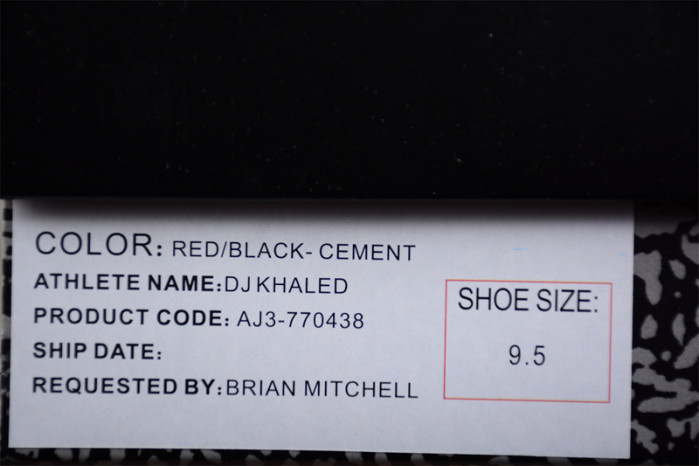 COLOR: RED/BLACK- CEMENT
ATHLETE NAME:DJ KHALED
PRODUCT CODE: AJ3-770438
SHIP DATE:
REQUESTED BY:BRIAN MITCHELL
SHOE SIZE:
9.5